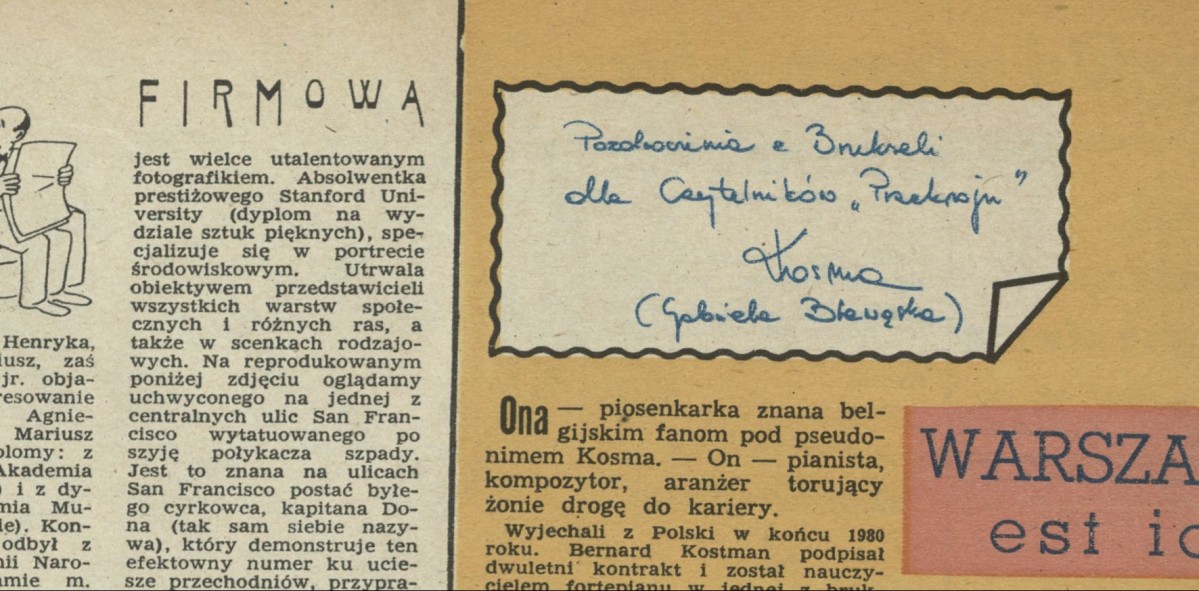 FIRMOWA
Henryka,
iusz, zaś
jr. obja-
resowanie
Agnie-
Mariusz
olomy: z
Akademia
i z dy-
mia Mu-
le). Kon-
odbył z
nii Naro-
amie m.
jest wielce utalentowanym
fotografikiem. Absolwentka
prestiżowego Stanford Uni-
versity (dyplom na wy-
dziale sztuk pięknych), spe-
cjalizuje się w portrecie
środowiskowym. Utrwala
obiektywem przedstawicieli
wszystkich warstw społe-
cznych i różnych ras, a
także w scenkach rodzajo-
wych. Na reprodukowanym
poniżej zdjęciu oglądamy
uchwyconego na jednej z
centralnych ulic San Fran-
cisco wytatuowanego po
szyję połykacza szpady.
Jest to znana na ulicach
San Francisco postać byłe-
go cyrkowca, kapitana Do-
na (tak sam siebie nazy-
wa), który demonstruje ten
efektowny numer ku ucie-
sze przechodniów, przypra-
Pozdrowienia z Brukseli
dla Czytelników „Przekroju”
Kosma
(Gabriela Bławąska)
Ona — piosenkarka znana bel-
gijskim fanom pod pseudo-
nimem Kosma. — On — pianista,
kompozytor, aranżer torujący
żonie drogę do kariery.
Wyjechali z Polski w końcu 1980
roku. Bernard Kostman podpisał
dwuletni kontrakt i został nauczy-
cielem fortepianu w jednej z bruk-
WARSZA
est ic